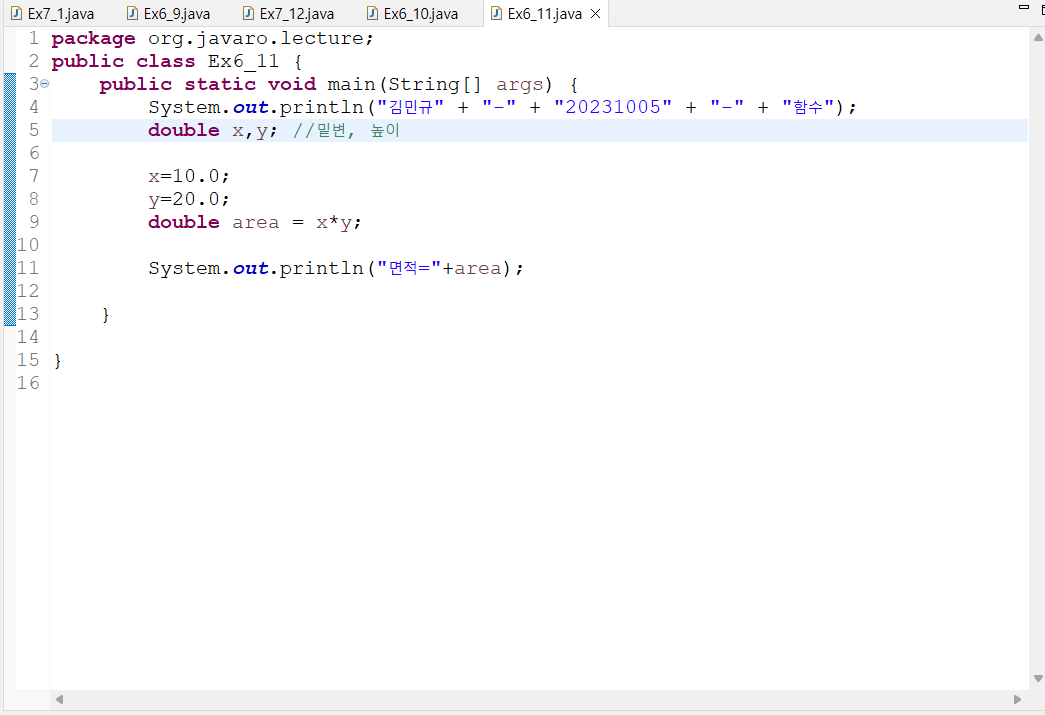 Ex7_1.java Ex6_9.java Ex7_12.java Ex6_10.java Ex6_11.java
1 package org.javaro.lecture;
2 public class Ex6_11 {
3 public static void main(String[] args) {
4 System.out.println("김민규" + "-" + "20231005" + "-" + "함수");
5 double x,y; //밑변, 높이
6
7 x=10.0;
8 y=20.0;
9 double area = x*y;
10
11 System.out.println("면적="+area);
12
13 }
14
15 }
16